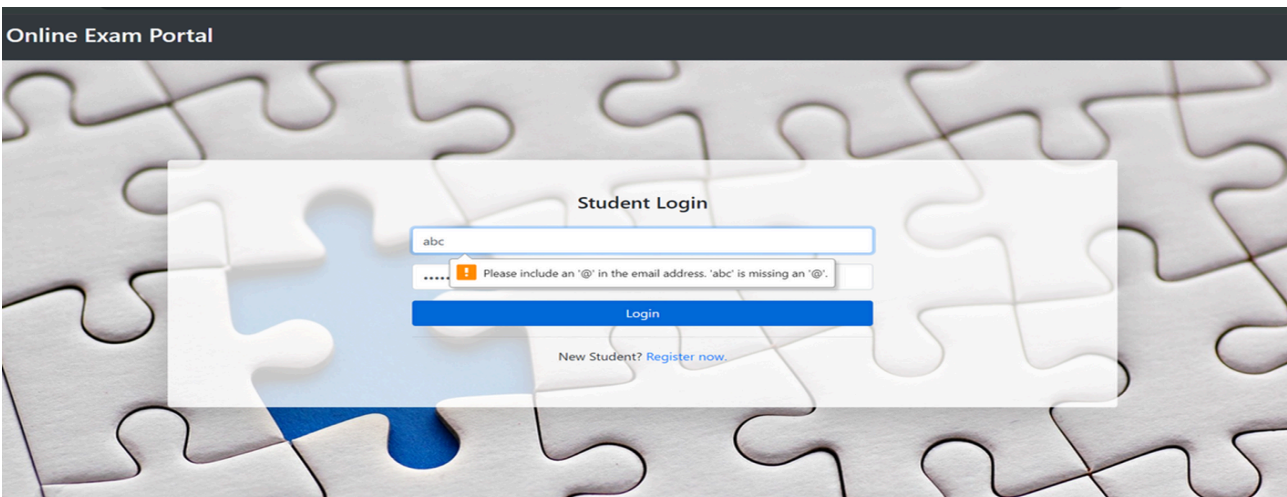 Online Exam Portal
Student Login
abc
Please include an '@' in the email address. 'abc' is missing an '@'.
Login
New Student? Register now.